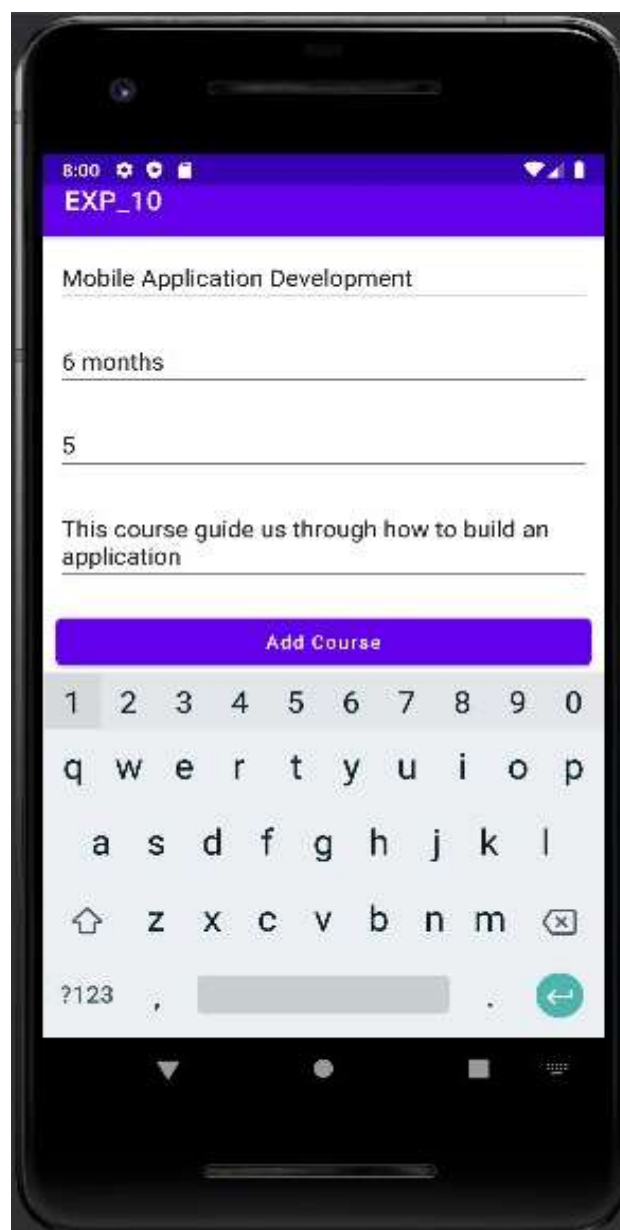 8:00
EXP_10
Mobile Application Development
6 months
5
This course guide us through how to build an
application
Add Course
1 2 3 4 5 6 7 8 9 0
q w e r t y u i o p
a s d f g h j k l
z x c v b n m
?123 , .